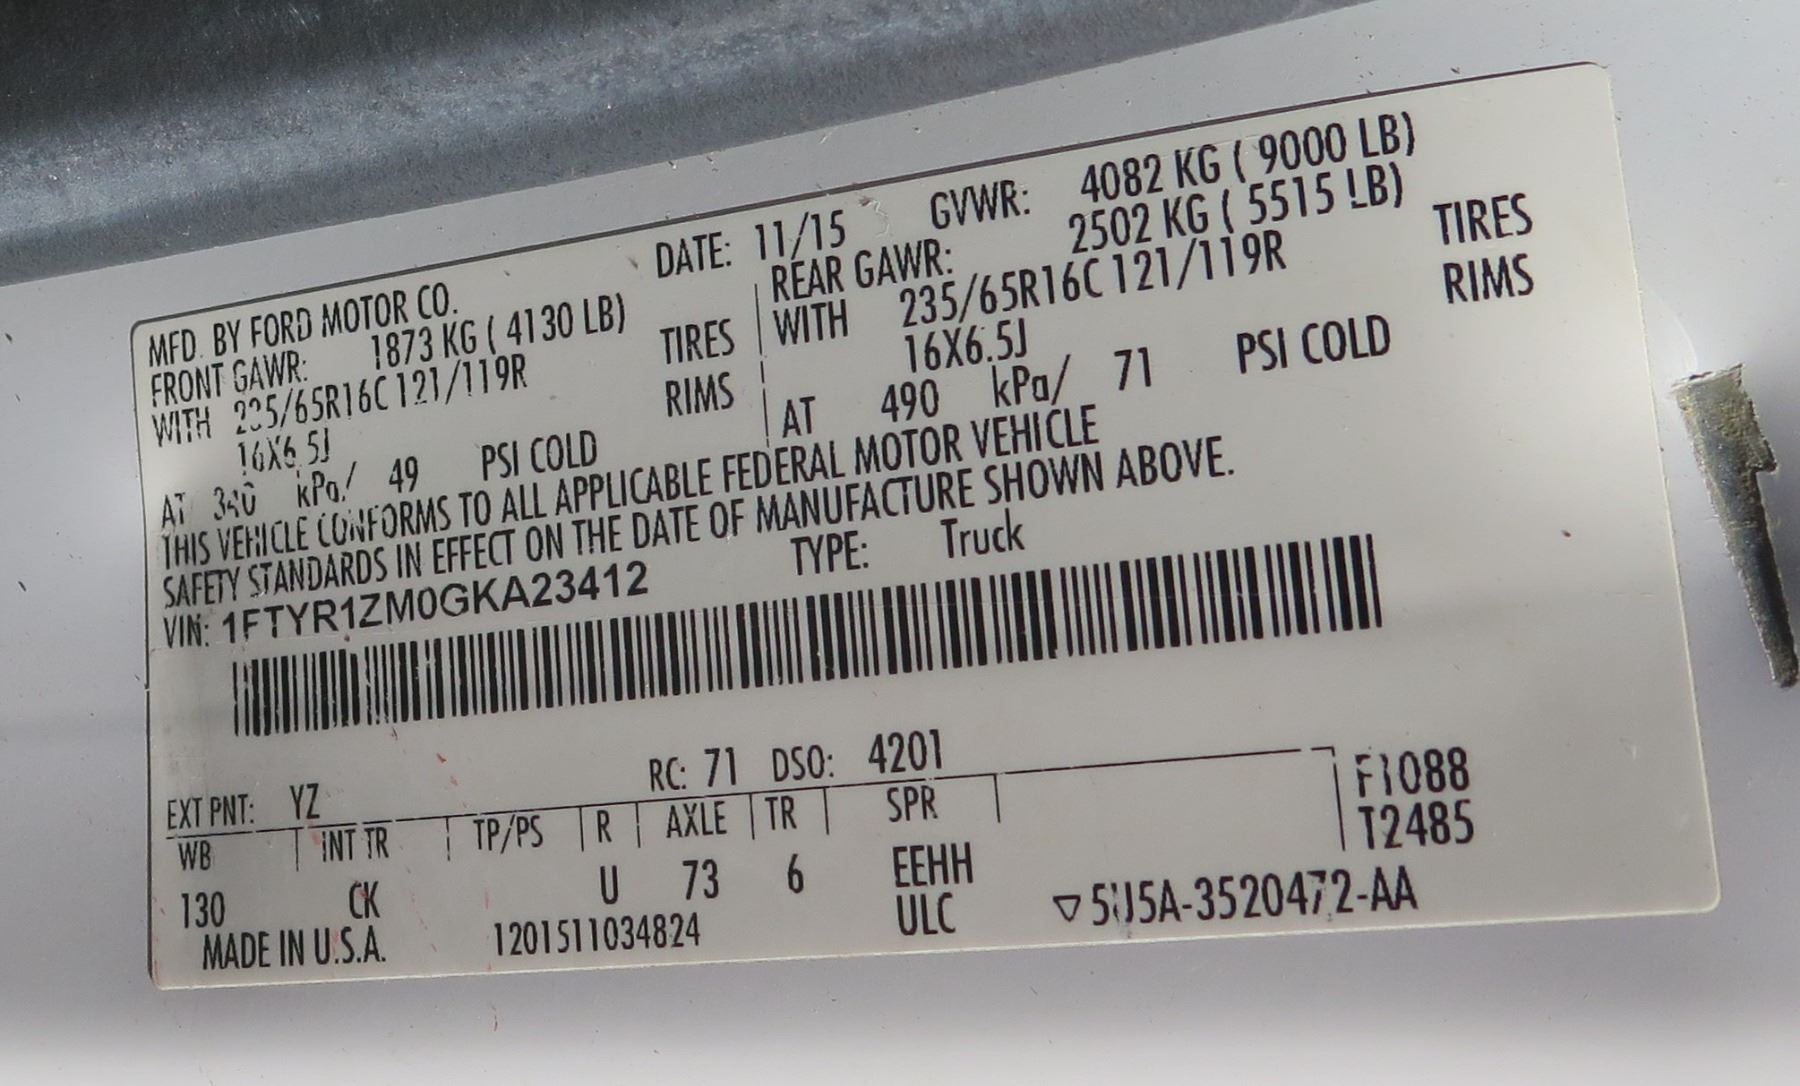 MFD. BY FORD MOTOR CO. DATE: 11/15 GVWR: 4082 KG ( 9000 LB)
FRONT GAWR: 1873 KG ( 4130 LB) REAR GAWR: 2502 KG ( 5515 LB)
WITH 235/65R16C 121/119R TIRES WITH 235/65R16C 121/119R TIRES
16X6.5J RIMS 16X6.5J RIMS
AT 340 kPa/ 49 PSI COLD AT 490 kPa/ 71 PSI COLD
THIS VEHICLE CONFORMS TO ALL APPLICABLE FEDERAL MOTOR VEHICLE
SAFETY STANDARDS IN EFFECT ON THE DATE OF MANUFACTURE SHOWN ABOVE.
VIN: 1FTYR1ZM0GKA23412 TYPE: Truck
EXT PNT: YZ RC: 71 DSO: 4201
WB INT TR TP/PS R AXLE TR SPR F1088
T2485
130 CK U 73 6 EEHH
MADE IN U.S.A. 1201511034824 ULC ▽5U5A-3520472-AA